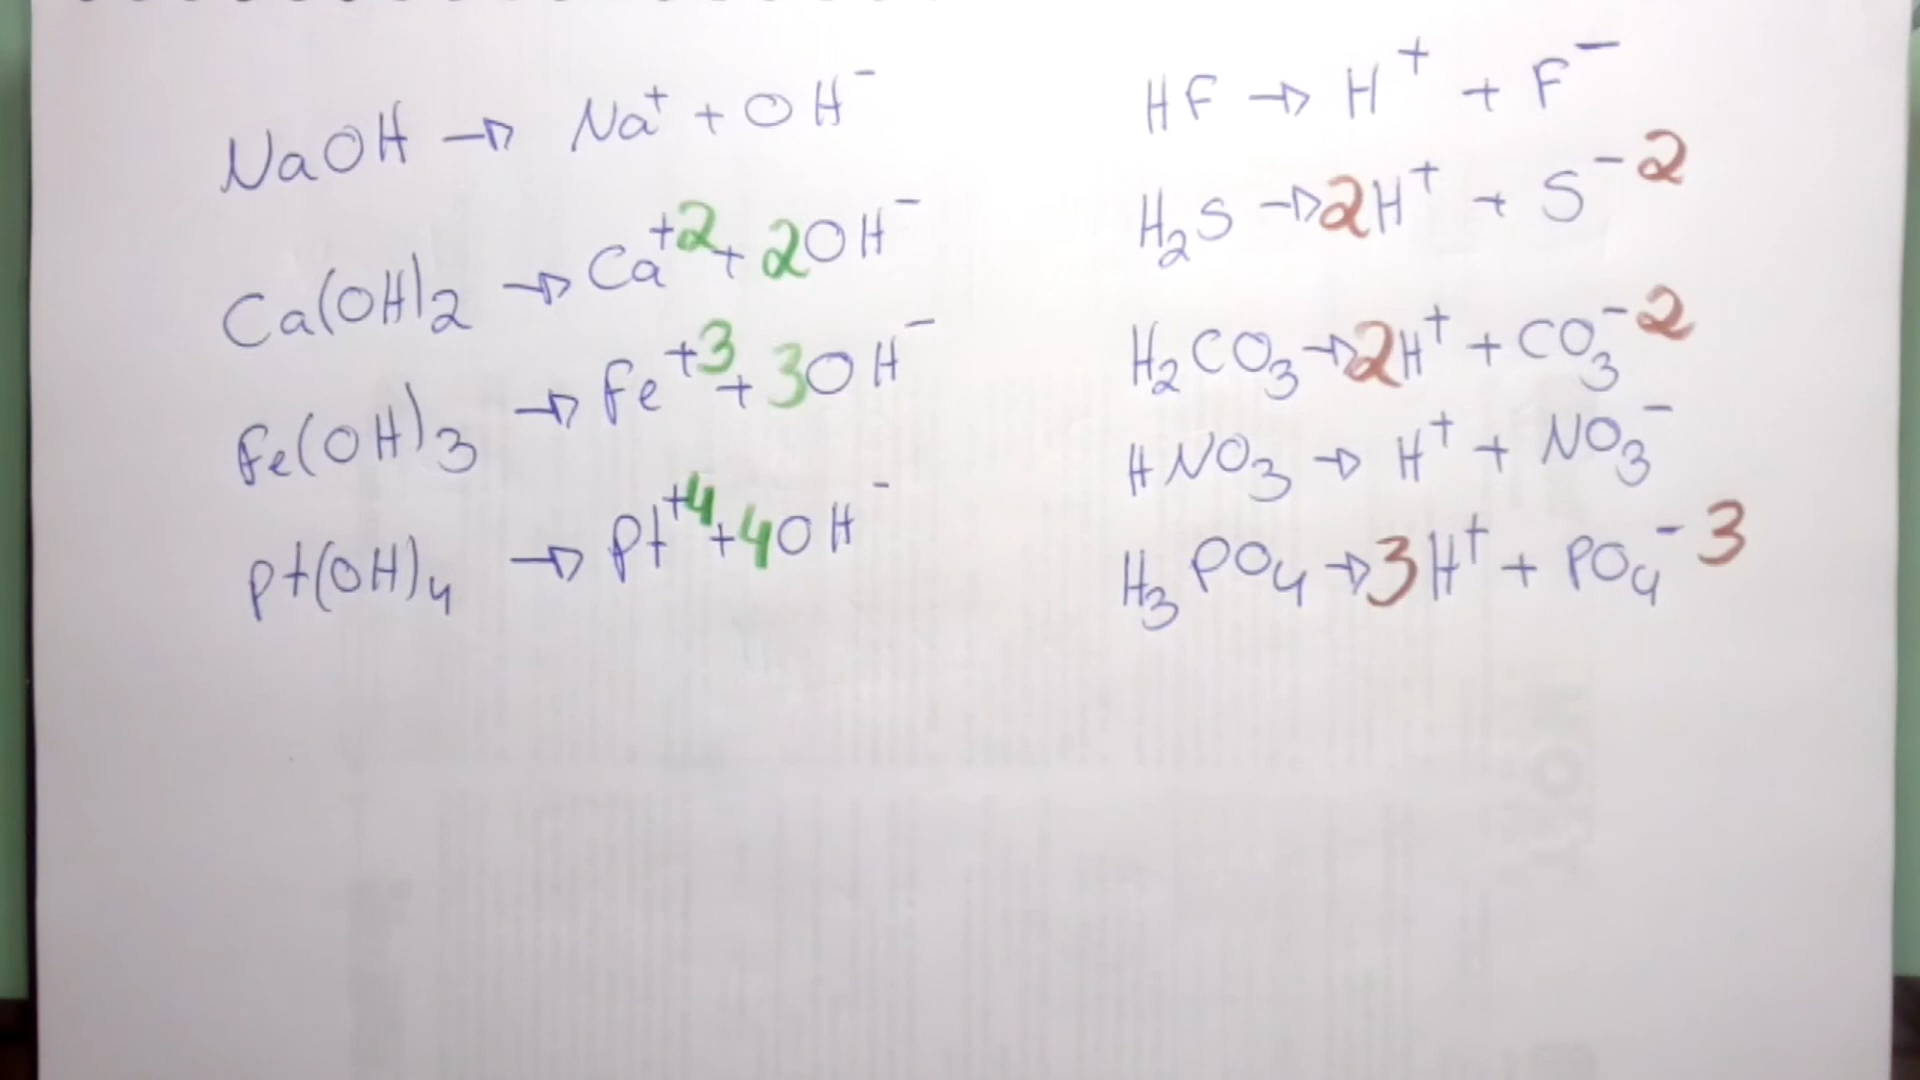 NaOH → Na⁺ + OH⁻
Ca(OH)₂ → Ca⁺² + 2OH⁻
Fe(OH)₃ → Fe⁺³ + 3OH⁻
Pt(OH)₄ → Pt⁺⁴ + 4OH⁻
HF → H⁺ + F⁻
H₂S → 2H⁺ + S⁻²
H₂CO₃ → 2H⁺ + CO₃⁻²
HNO₃ → H⁺ + NO₃⁻
H₃PO₄ → 3H⁺ + PO₄⁻³